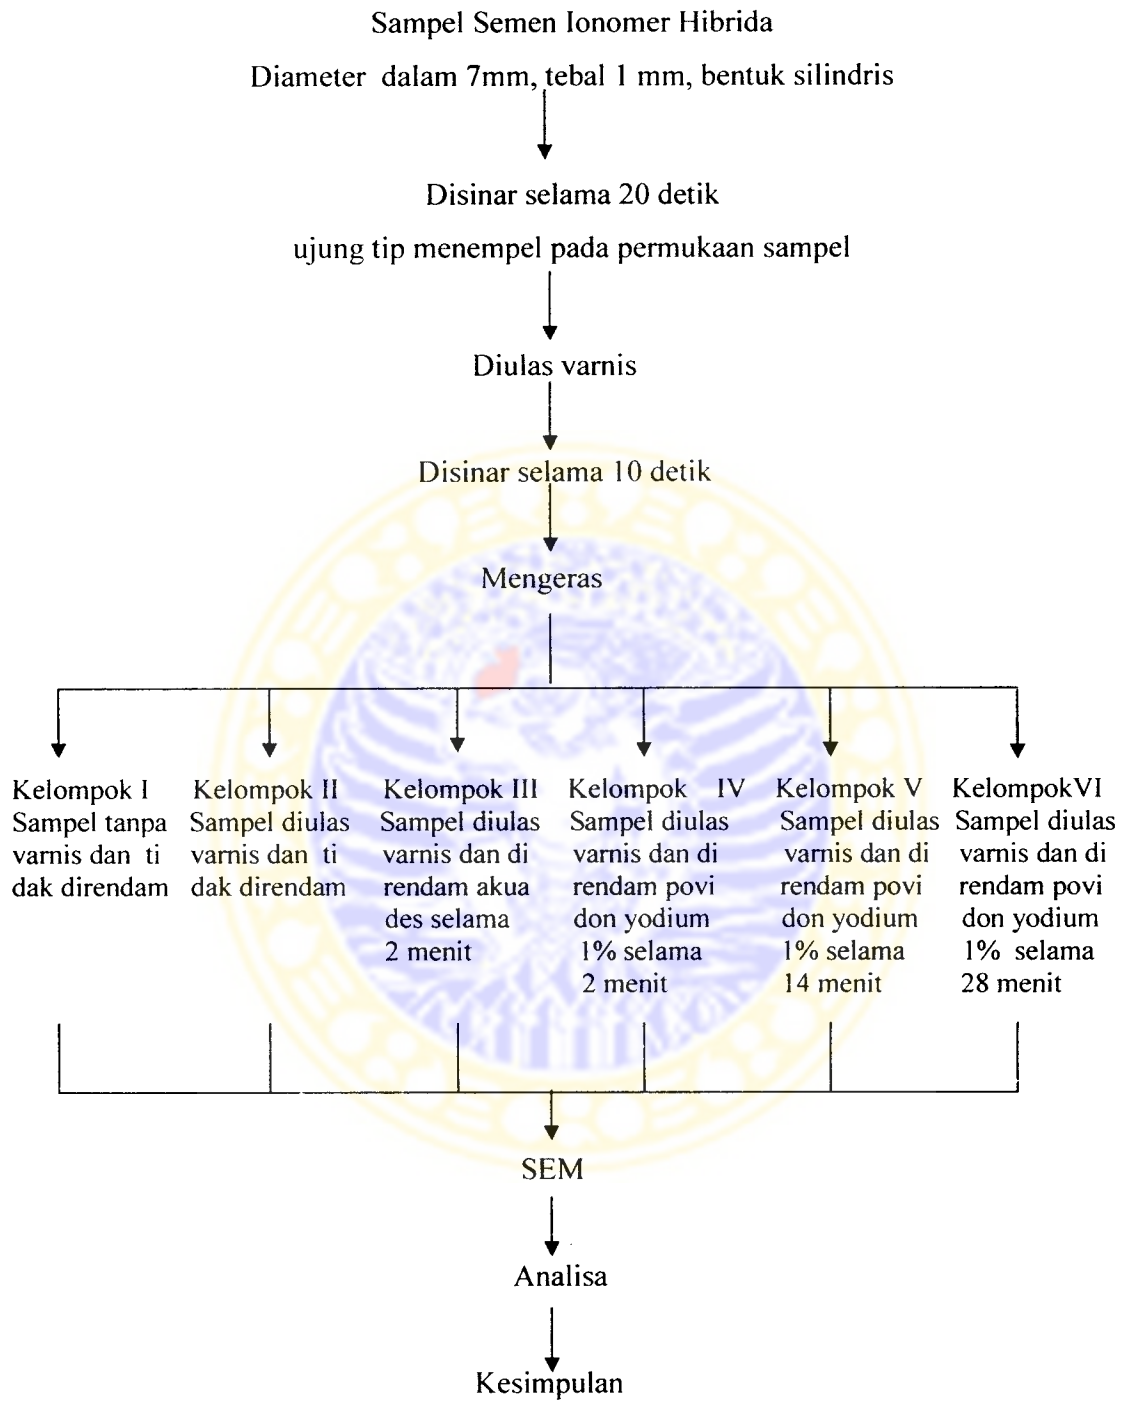 Sampel Semen Ionomer Hibrida
Diameter dalam 7mm, tebal 1 mm, bentuk silindris
Disinar selama 20 detik
ujung tip menempel pada permukaan sampel
Diulas varnis
Disinar selama 10 detik
Mengeras
Kelompok I
Sampel tanpa
varnis dan ti
dak direndam
Kelompok II
Sampel diulas
varnis dan ti
dak direndam
Kelompok III
Sampel diulas
varnis dan di
rendam akua
des selama
2 menit
Kelompok IV
Sampel diulas
varnis dan di
rendam povi
don yodium
1% selama
2 menit
Kelompok V
Sampel diulas
varnis dan di
rendam povi
don yodium
1% selama
14 menit
KelompokVI
Sampel diulas
varnis dan di
rendam povi
don yodium
1% selama
28 menit
SEM
Analisa
Kesimpulan